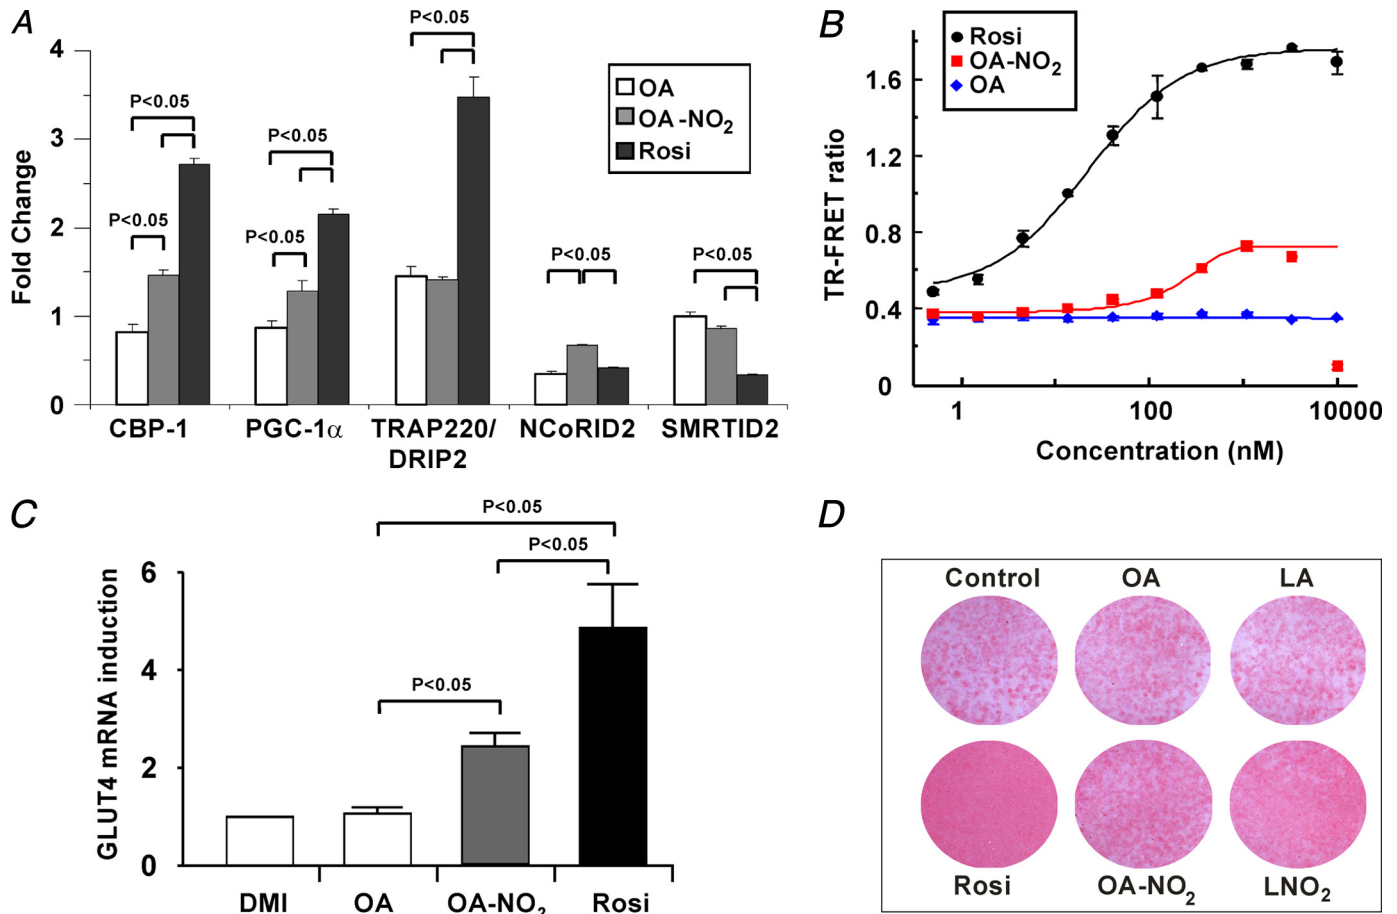 A
Fold Change
4
3
2
1
0
P<0.05
P<0.05
P<0.05
P<0.05
P<0.05
P<0.05
P<0.05
OA
OA-NO2
Rosi
CBP-1
PGC-1α
TRAP220/
DRIP2
NCoRID2
SMRTID2
B
TR-FRET ratio
1.6
1.2
0.8
0.4
0
Rosi
OA-NO2
OA
1
100
10000
Concentration (nM)
C
GLUT4 mRNA induction
6
4
2
0
P<0.05
P<0.05
P<0.05
DMI
OA
OA-NO2
Rosi
D
Control
OA
LA
Rosi
OA-NO2
LNO2